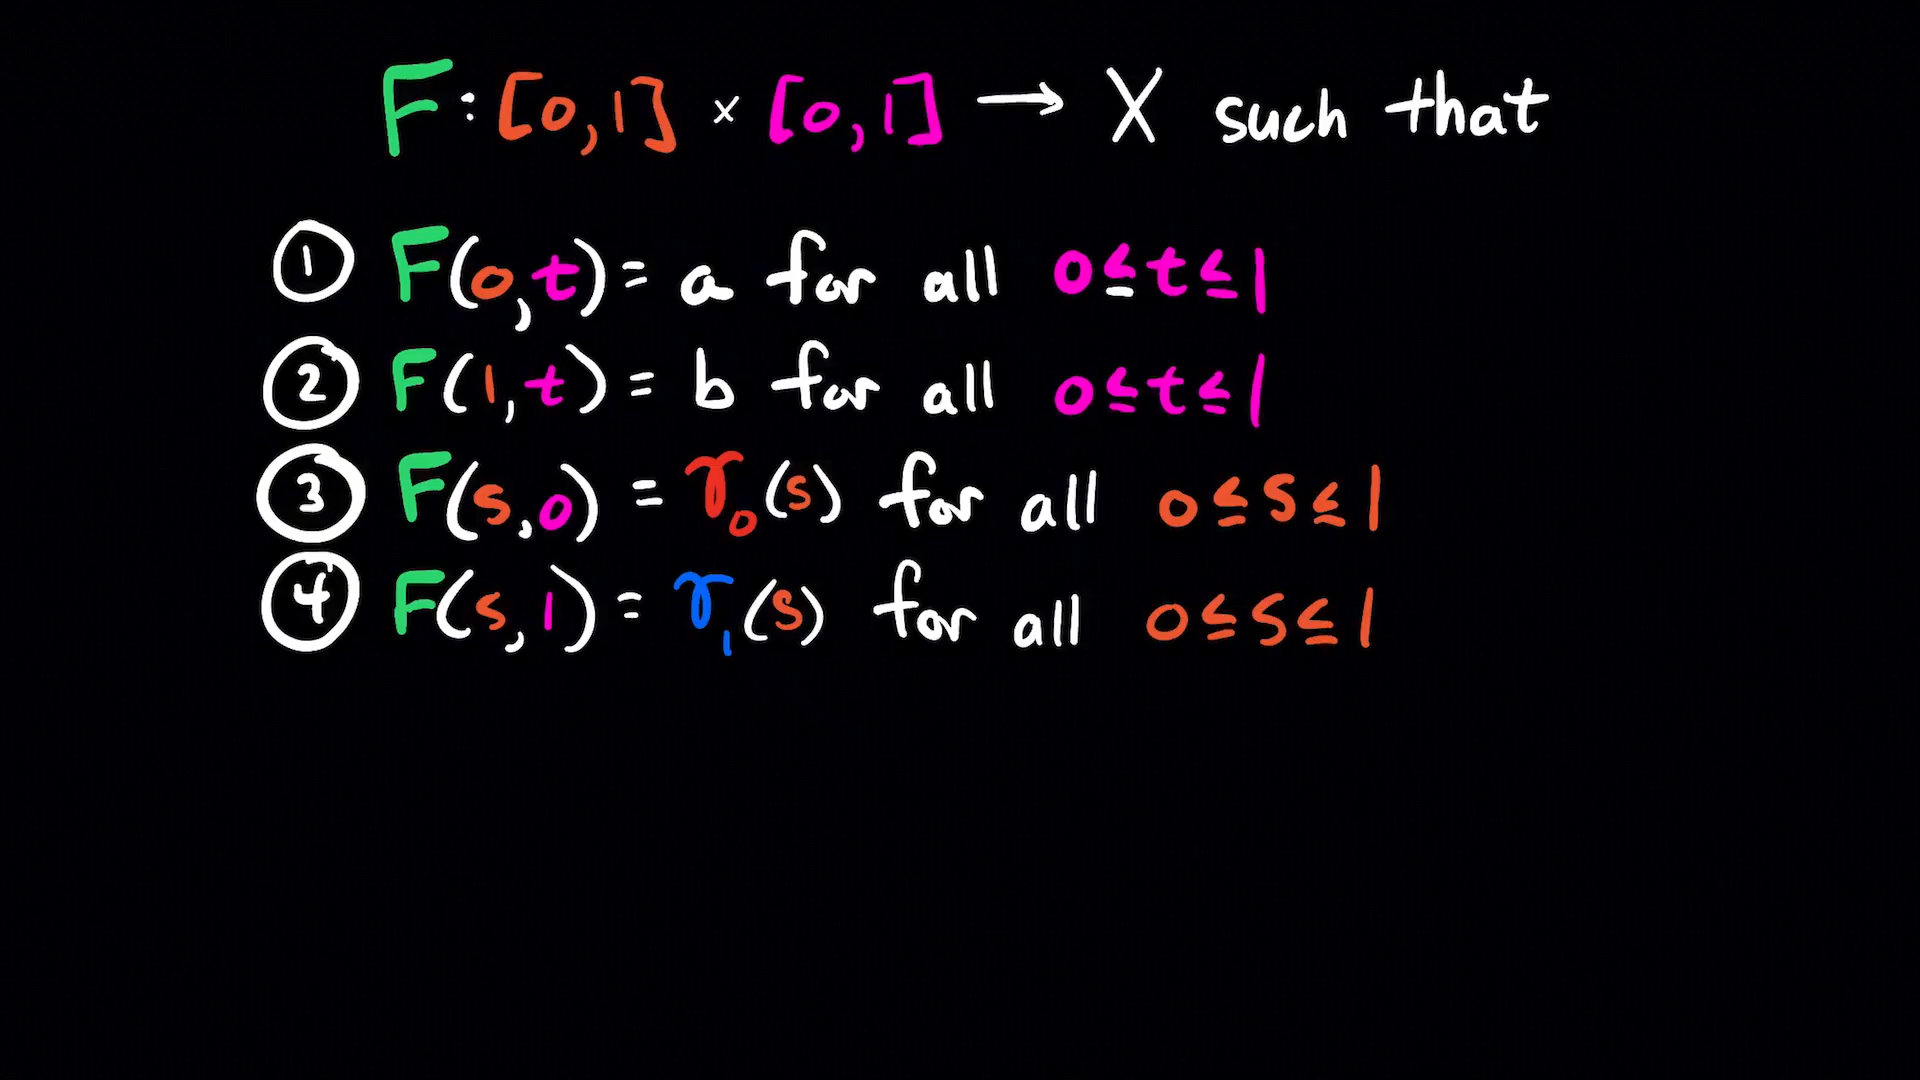 F : [0,1] × [0,1] → X such that
① F(0,t) = a for all 0≤t≤1
② F(1,t) = b for all 0≤t≤1
③ F(s,0) = γ₀(s) for all 0≤s≤1
④ F(s,1) = γ₁(s) for all 0≤s≤1